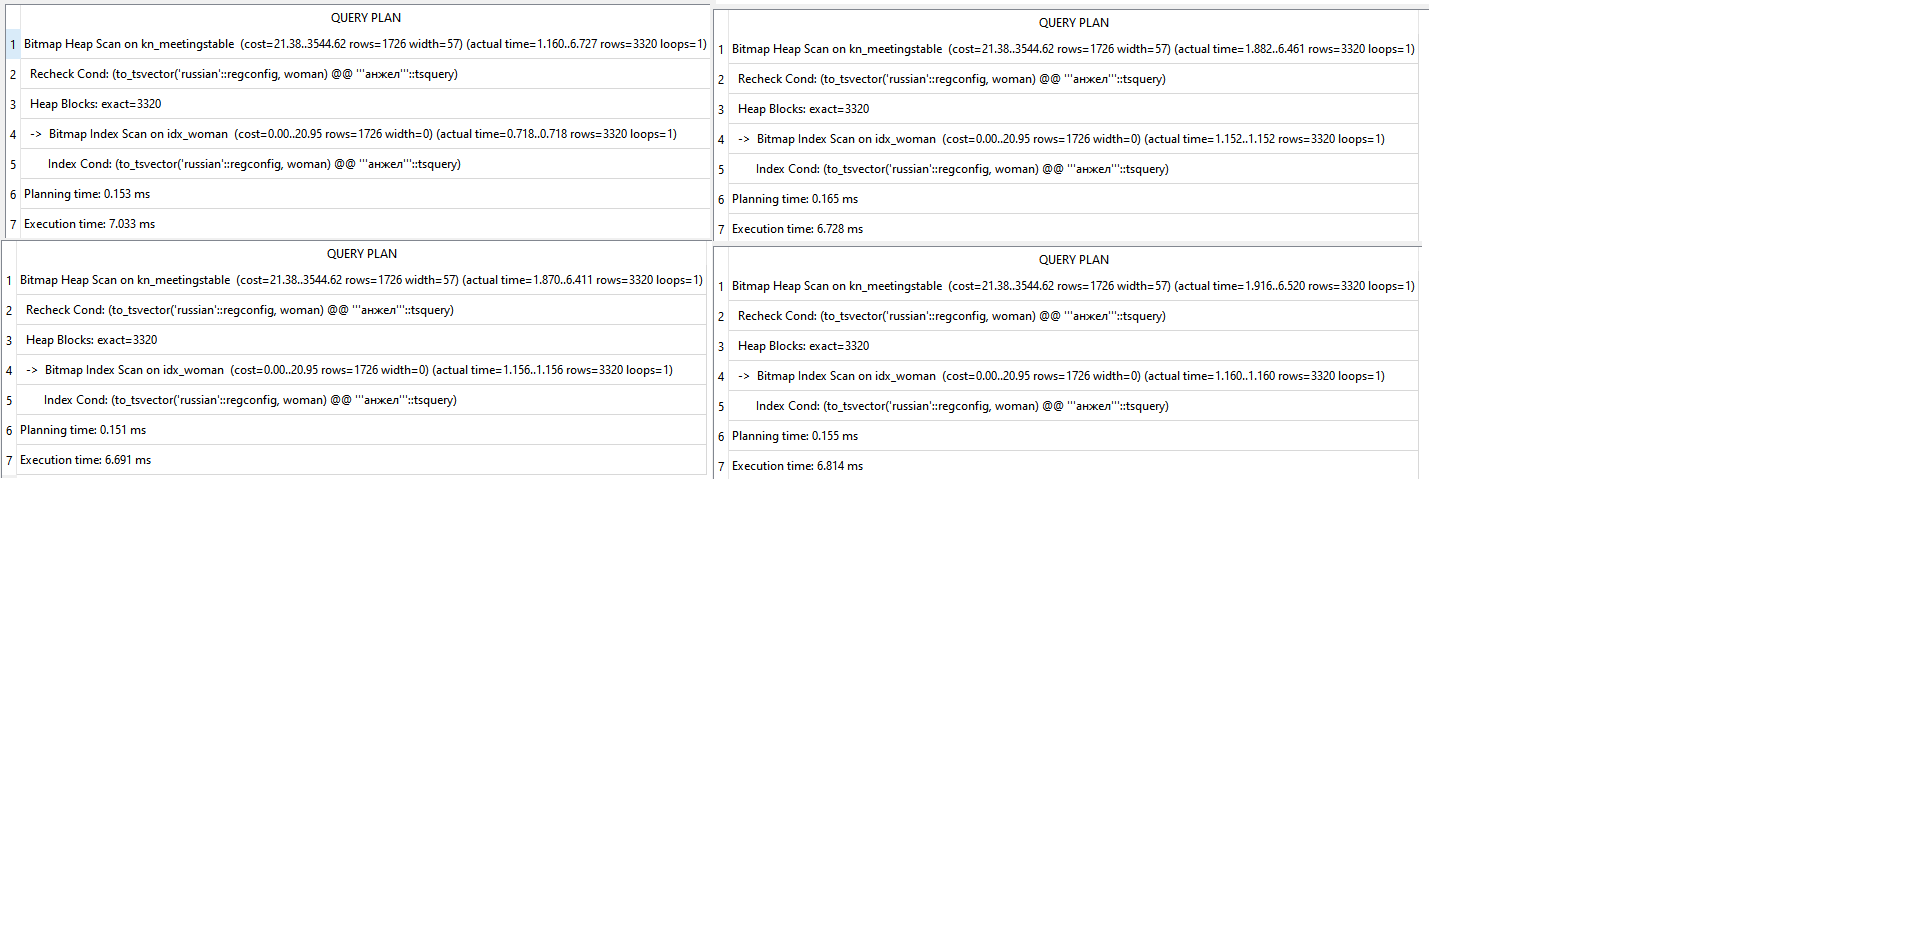 QUERY PLAN
1 Bitmap Heap Scan on kn_meetingstable (cost=21.38..3544.62 rows=1726 width=57) (actual time=1.160..6.727 rows=3320 loops=1)
2 Recheck Cond: (to_tsvector('russian'::regconfig, woman) @@ '''анжел'''::tsquery)
3 Heap Blocks: exact=3320
4 -> Bitmap Index Scan on idx_woman (cost=0.00..20.95 rows=1726 width=0) (actual time=0.718..0.718 rows=3320 loops=1)
5 Index Cond: (to_tsvector('russian'::regconfig, woman) @@ '''анжел'''::tsquery)
6 Planning time: 0.153 ms
7 Execution time: 7.033 ms
QUERY PLAN
1 Bitmap Heap Scan on kn_meetingstable (cost=21.38..3544.62 rows=1726 width=57) (actual time=1.882..6.461 rows=3320 loops=1)
2 Recheck Cond: (to_tsvector('russian'::regconfig, woman) @@ '''анжел'''::tsquery)
3 Heap Blocks: exact=3320
4 -> Bitmap Index Scan on idx_woman (cost=0.00..20.95 rows=1726 width=0) (actual time=1.152..1.152 rows=3320 loops=1)
5 Index Cond: (to_tsvector('russian'::regconfig, woman) @@ '''анжел'''::tsquery)
6 Planning time: 0.165 ms
7 Execution time: 6.728 ms
QUERY PLAN
1 Bitmap Heap Scan on kn_meetingstable (cost=21.38..3544.62 rows=1726 width=57) (actual time=1.870..6.411 rows=3320 loops=1)
2 Recheck Cond: (to_tsvector('russian'::regconfig, woman) @@ '''анжел'''::tsquery)
3 Heap Blocks: exact=3320
4 -> Bitmap Index Scan on idx_woman (cost=0.00..20.95 rows=1726 width=0) (actual time=1.156..1.156 rows=3320 loops=1)
5 Index Cond: (to_tsvector('russian'::regconfig, woman) @@ '''анжел'''::tsquery)
6 Planning time: 0.151 ms
7 Execution time: 6.691 ms
QUERY PLAN
1 Bitmap Heap Scan on kn_meetingstable (cost=21.38..3544.62 rows=1726 width=57) (actual time=1.916..6.520 rows=3320 loops=1)
2 Recheck Cond: (to_tsvector('russian'::regconfig, woman) @@ '''анжел'''::tsquery)
3 Heap Blocks: exact=3320
4 -> Bitmap Index Scan on idx_woman (cost=0.00..20.95 rows=1726 width=0) (actual time=1.160..1.160 rows=3320 loops=1)
5 Index Cond: (to_tsvector('russian'::regconfig, woman) @@ '''анжел'''::tsquery)
6 Planning time: 0.155 ms
7 Execution time: 6.814 ms